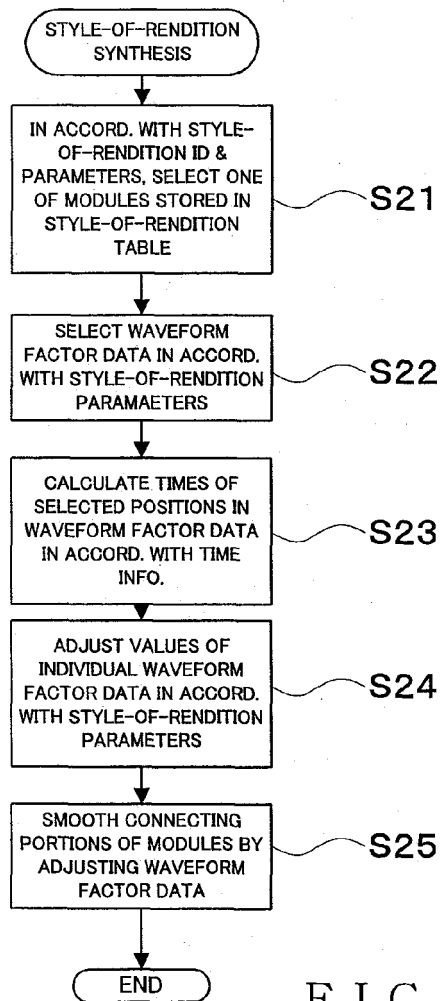 STYLE-OF-RENDITION
SYNTHESIS
IN ACCORD. WITH STYLE-
OF-RENDITION ID &
PARAMETERS, SELECT ONE
OF MODULES STORED IN
STYLE-OF-RENDITION
TABLE
S21
SELECT WAVEFORM
FACTOR DATA IN ACCORD.
WITH STYLE-OF-RENDITION
PARAMAETERS
S22
CALCULATE TIMES OF
SELECTED POSITIONS IN
WAVEFORM FACTOR DATA
IN ACCORD. WITH TIME
INFO.
S23
ADJUST VALUES OF
INDIVIDUAL WAVEFORM
FACTOR DATA IN ACCORD.
WITH STYLE-OF-RENDITION
PARAMETERS
S24
SMOOTH CONNECTING
PORTIONS OF MODULES BY
ADJUSTING WAVEFORM
FACTOR DATA
S25
END
F I G